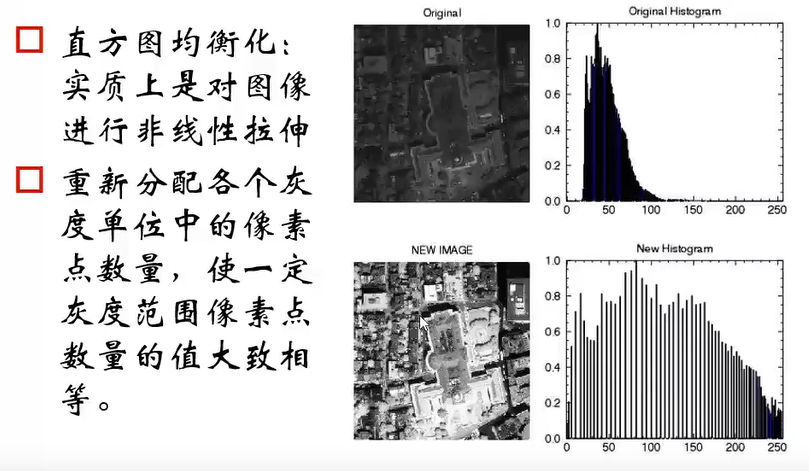 直方图均衡化：
实质上是对图像
进行非线性拉伸
重新分配各个灰
度单位中的像素
点数量，使一定
灰度范围像素点
数量的值大致相
等。
Original
Original Histogram
1.0
0.8
0.6
0.4
0.2
0.0
0 50 100 150 200 250
NEW IMAGE
New Histogram
1.0
0.8
0.6
0.4
0.2
0.0
0 50 100 150 200 250